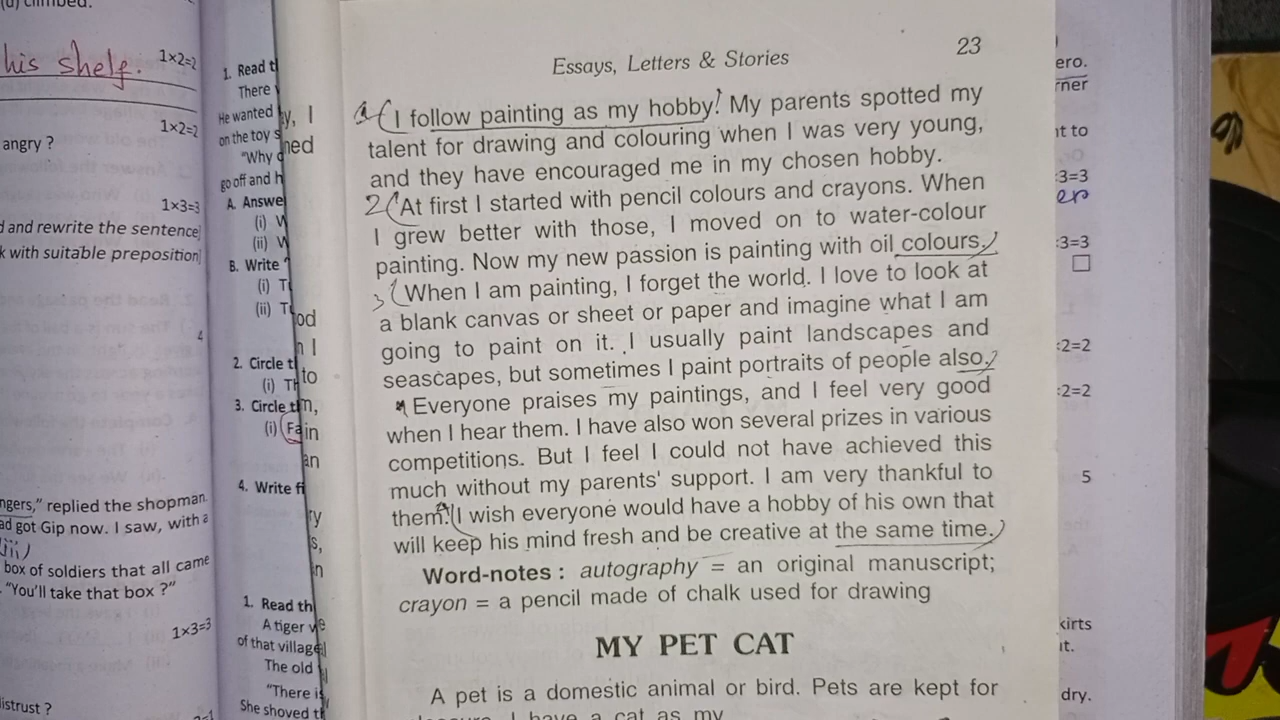 his shelf. 1×2=2
1×2=2
angry ?
1×3=3
and rewrite the sentence
with suitable preposition
4
replied the shopman
got Gip now. I saw, with a
(iii)
box of soldiers that all came
"You'll take that box ?"
1×3=3
1. Read
There
He wanted
on the toy
"Why
go off and
A. Answe
(i)
(ii)
B. Write
(i)
(ii)
2. Circle
(i)
3. Circle
(i) Fa
4. Write
1. Read th
A tiger
of that village
The old
"There is
She shoved
Essays, Letters & Stories 23
I follow painting as my hobby. My parents spotted my
talent for drawing and colouring when I was very young,
and they have encouraged me in my chosen hobby.
2 At first I started with pencil colours and crayons. When
I grew better with those, I moved on to water-colour
painting. Now my new passion is painting with oil colours.
3 When I am painting, I forget the world. I love to look at
a blank canvas or sheet or paper and imagine what I am
going to paint on it. I usually paint landscapes and
seascapes, but sometimes I paint portraits of people also.
Everyone praises my paintings, and I feel very good
when I hear them. I have also won several prizes in various
competitions. But I feel I could not have achieved this
much without my parents' support. I am very thankful to
them. I wish everyone would have a hobby of his own that
will keep his mind fresh and be creative at the same time.
Word-notes : autography = an original manuscript;
crayon = a pencil made of chalk used for drawing
MY PET CAT
A pet is a domestic animal or bird. Pets are kept for
I have a cat as my
ero.
rner
to
3=3
er
3=3
2=2
2=2
5
kirts
it.
dry.